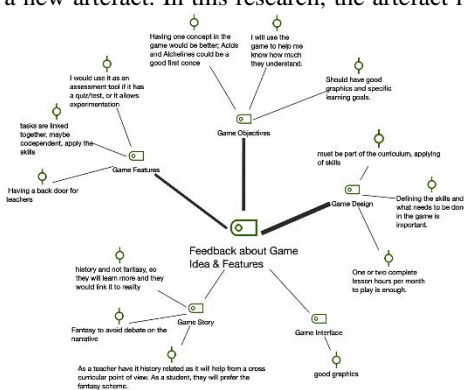 a new artefact. In this research, the artefact i
Having one concept in the
game would be better; Acids
and Alchelines could be a
good first conce
I will use the
game to help me
know how much
they understand.
I would use it as an
assessment tool if it has
a quiz/test, or it allows
experimentation
Should have good
graphics and specific
learning goals.
Game Objectives
tasks are linked
together, maybe
codependent, apply the
skills
Game Features
Having a back door for
teachers
must be part of the curriculum, applying
of skills
Game Design
Defining the skills and
what needs to be don
in the game is
important.
One or two complete
lesson hours per month
to play is enough.
Feedback about Game
Idea & Features
history and not fantasy, so
they will learn more and they
would link it to reality
Game Story
Fantasy to avoid debate on the
narrative
As a teacher have it history related as it will help from a cross
curricular point of view. As a student, they will prefer the
fantasy scheme.
Game Interface
good graphics